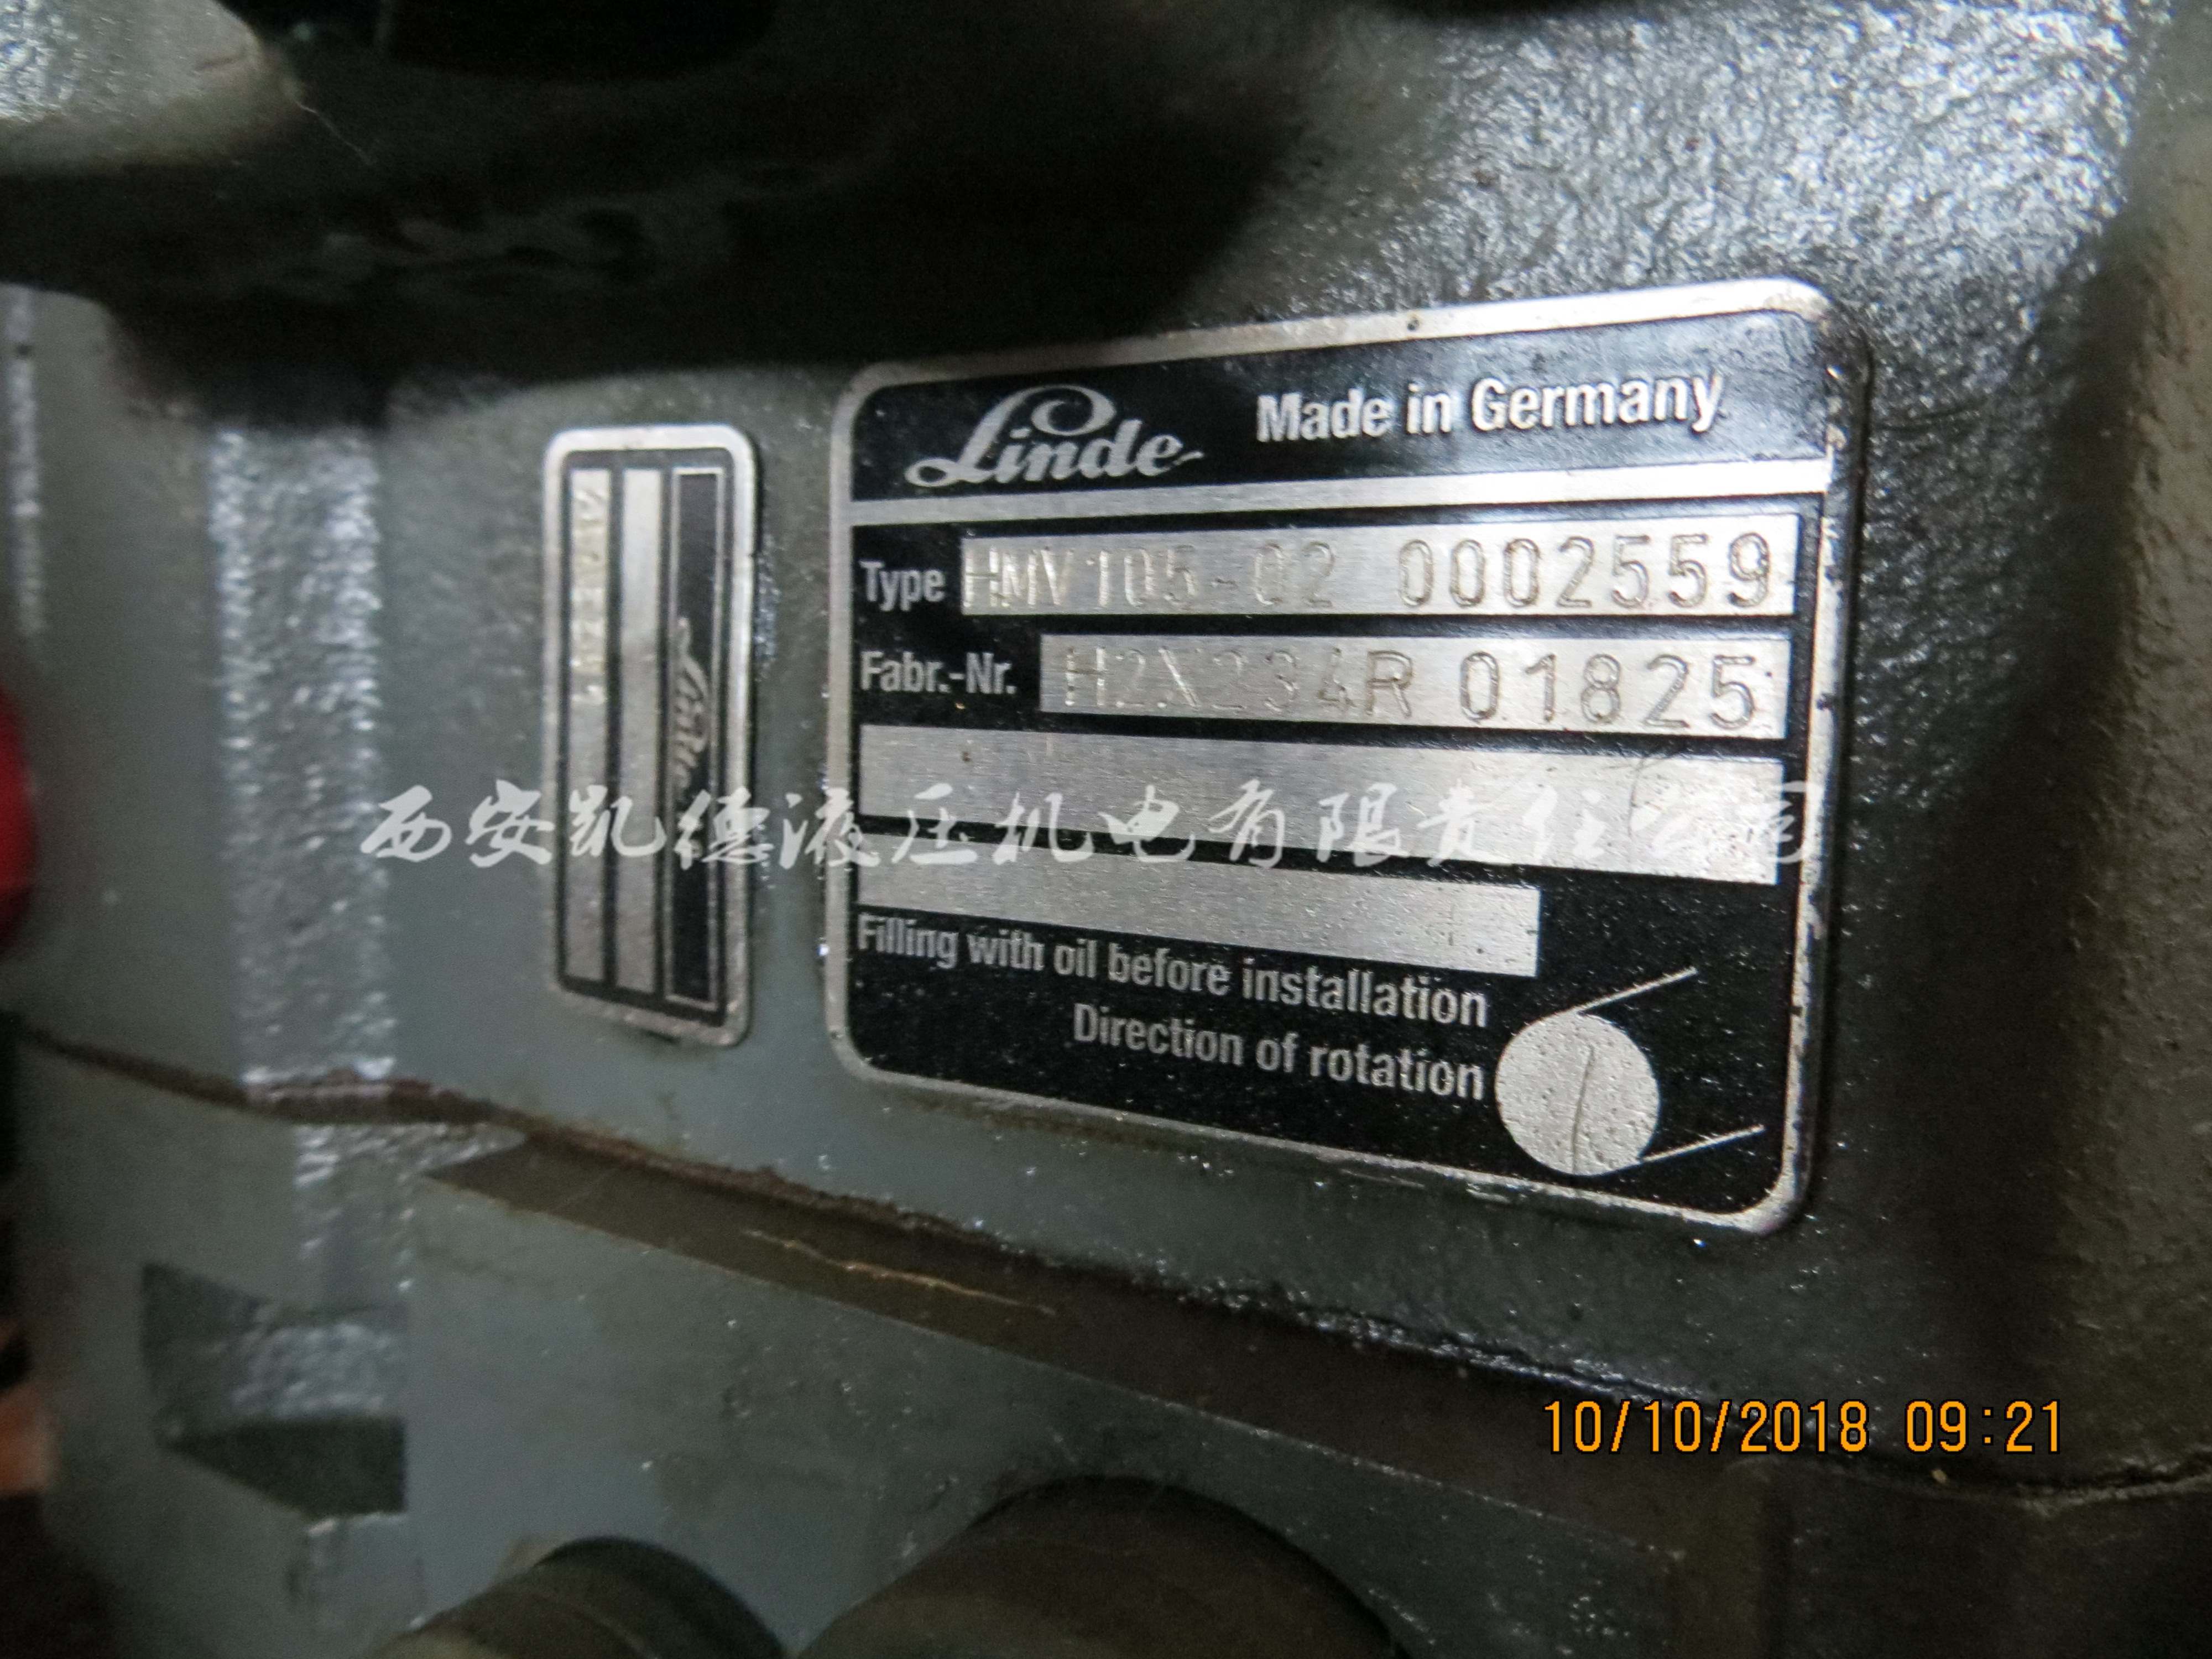 Linde Made in Germany
Type HMV105-02 0002559
Fabr.-Nr. H2X234R 01825
Linde
西安凯德液压机电有限责任公司
Filling with oil before installation
Direction of rotation
10/10/2018 09:21